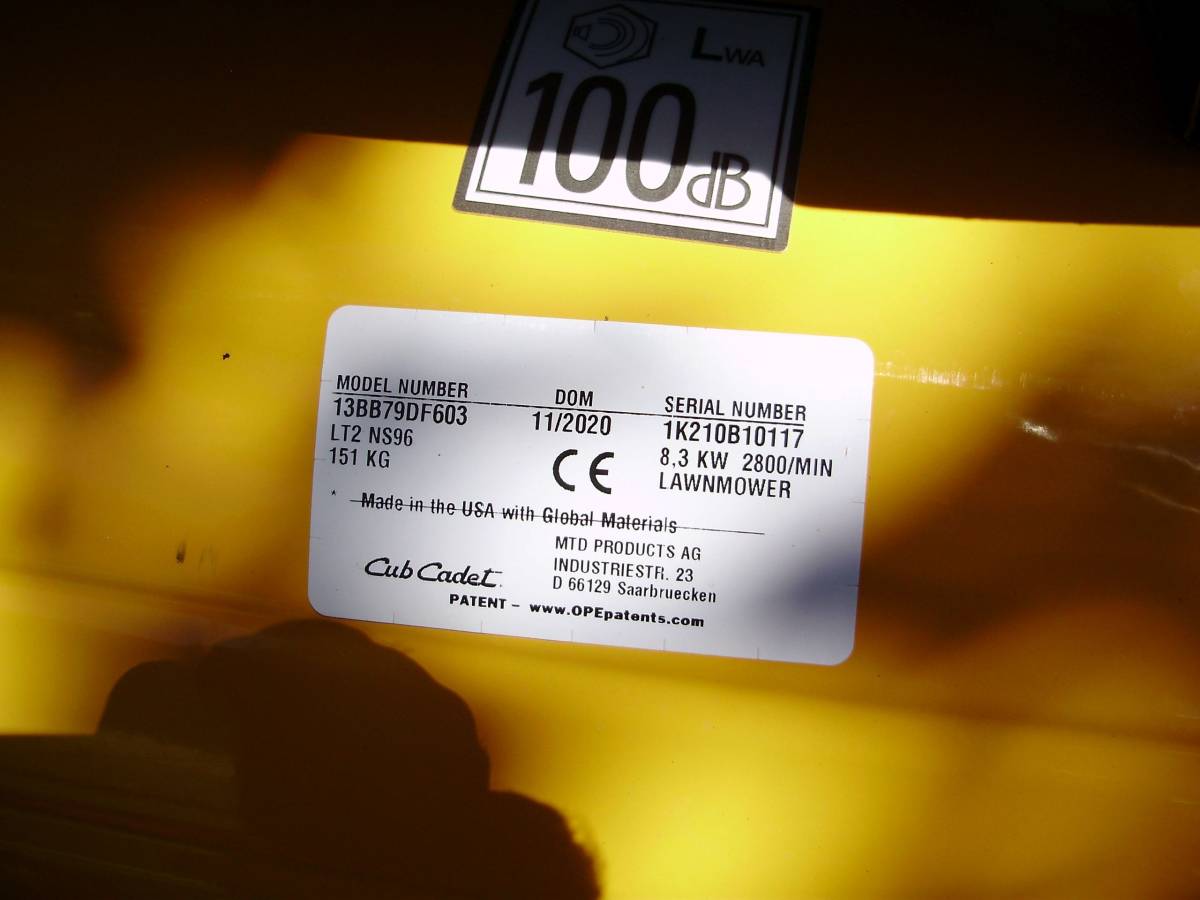 LWA
100 dB
MODEL NUMBER DOM SERIAL NUMBER
13BB79DF603 11/2020 1K210B10117
LT2 NS96 CE 8,3 KW 2800/MIN
151 KG LAWNMOWER
* Made in the USA with Global Materials
MTD PRODUCTS AG
INDUSTRIESTR. 23
D 66129 Saarbruecken
Cub Cadet
PATENT - www.OPEpatents.com